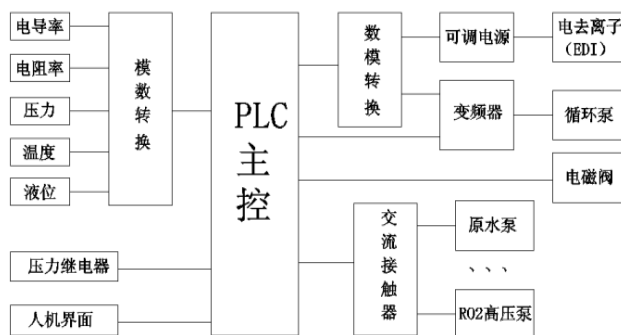 电导率
电阻率
压力
温度
液位
模数转换
压力继电器
人机界面
PLC
主控
数模转换
可调电源
电去离子
（EDI）
变频器
循环泵
电磁阀
交流接触器
原水泵
、、、
RO2高压泵